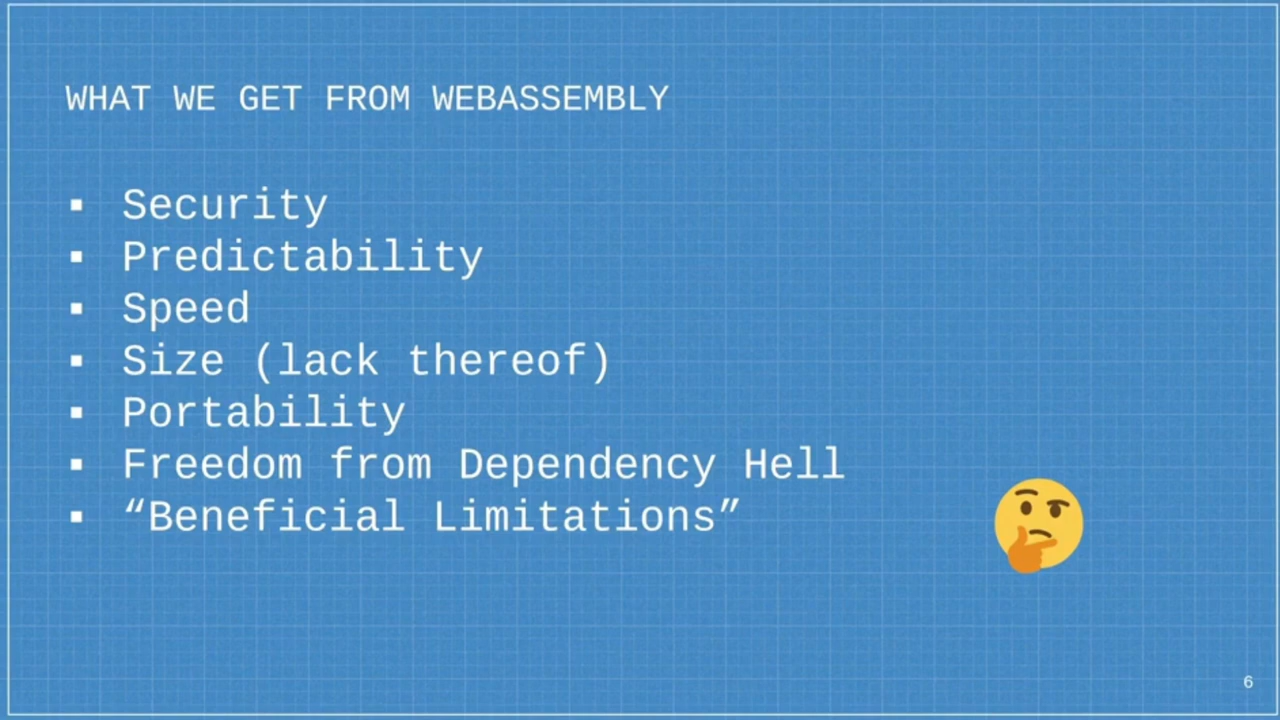 WHAT WE GET FROM WEBASSEMBLY
▪ Security
▪ Predictability
▪ Speed
▪ Size (lack thereof)
▪ Portability
▪ Freedom from Dependency Hell
▪ “Beneficial Limitations”
6